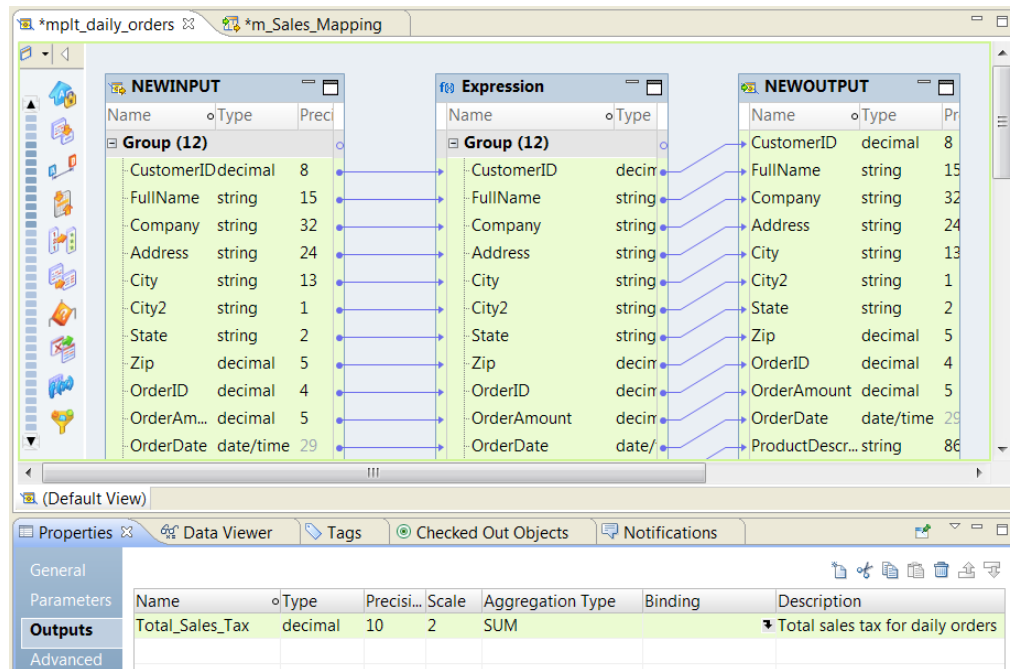 *mplt_daily_orders *m_Sales_Mapping
NEWINPUT Expression NEWOUTPUT
Name Type Preci Name Type Name Type Pr
Group (12) Group (12) CustomerID decimal 8
CustomerID decimal 8 CustomerID decim FullName string 15
FullName string 15 FullName string Company string 32
Company string 32 Company string Address string 24
Address string 24 Address string City string 13
City string 13 City string City2 string 1
City2 string 1 City2 string State string 2
State string 2 State string Zip decimal 5
Zip decimal 5 Zip decim OrderID decimal 4
OrderID decimal 4 OrderID decim OrderAmount decimal 5
OrderAm... decimal 5 OrderAmount decim OrderDate date/time 29
OrderDate date/time 29 OrderDate date/ ProductDescr... string 86
(Default View)
Properties Data Viewer Tags Checked Out Objects Notifications
General
Parameters Name Type Precisi... Scale Aggregation Type Binding Description
Outputs Total_Sales_Tax decimal 10 2 SUM Total sales tax for daily orders
Advanced